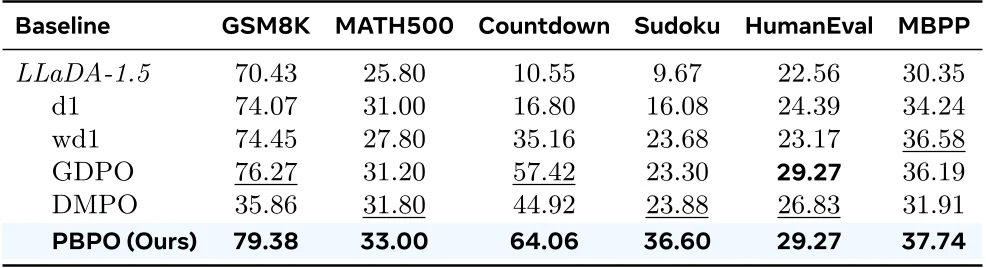 Baseline GSM8K MATH500 Countdown Sudoku HumanEval MBPP
LLaDA-1.5 70.43 25.80 10.55 9.67 22.56 30.35
d1 74.07 31.00 16.80 16.08 24.39 34.24
wd1 74.45 27.80 35.16 23.68 23.17 36.58
GDPO 76.27 31.20 57.42 23.30 29.27 36.19
DMPO 35.86 31.80 44.92 23.88 26.83 31.91
PBPO (Ours) 79.38 33.00 64.06 36.60 29.27 37.74